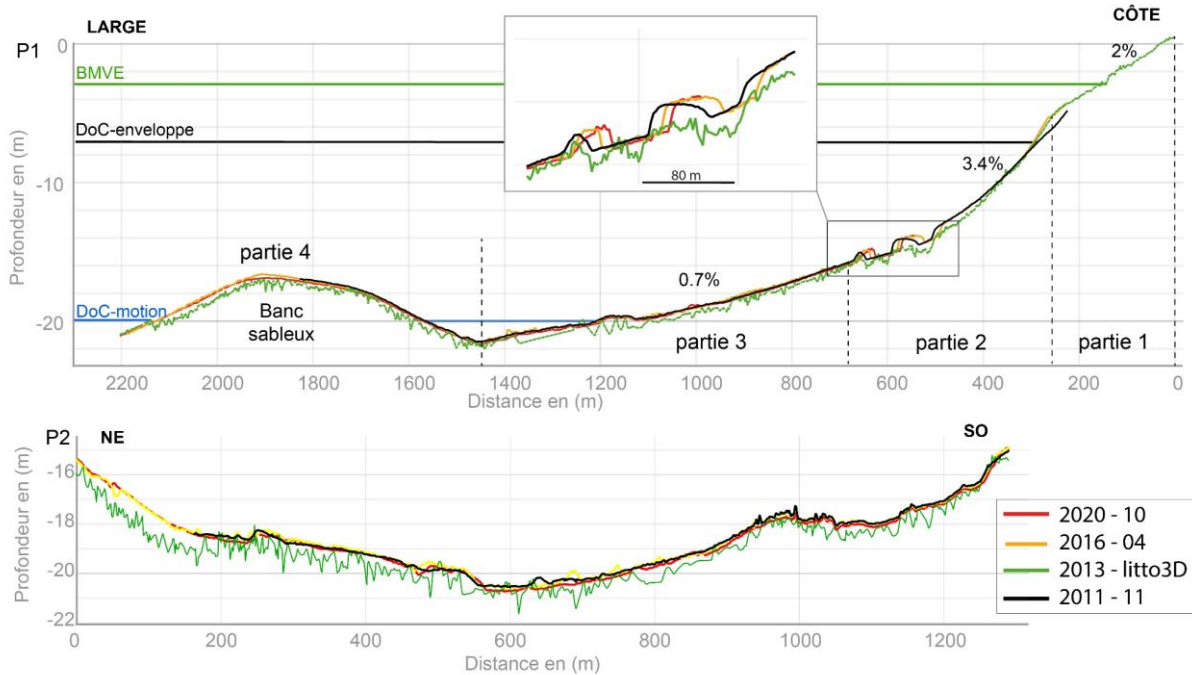 LARGE
CÔTE
P1
0
2%
BMVE
DoC-enveloppe
80 m
3.4%
-10
Profondeur en (m)
partie 4
0.7%
DoC-motion
Banc
sableux
-20
partie 3
partie 2
partie 1
2200
2000
1800
1600
1400
1200
1000
800
600
400
200
0
Distance en (m)
P2
NE
SO
-16
-18
-20
-22
Profondeur en (m)
2020 - 10
2016 - 04
2013 - litto3D
2011 - 11
0
200
400
600
800
1000
1200
Distance en (m)